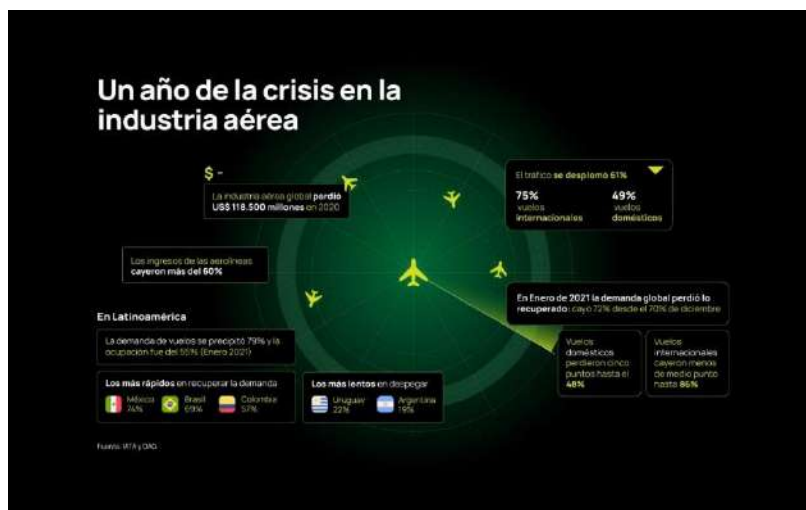 Un año de la crisis en la
industria aérea
$ -
La industria aérea global perdió
US$ 118.500 millones en 2020
El tráfico se desplomó 61%
75%
vuelos
internacionales
49%
vuelos
domésticos
Los ingresos de las aerolíneas
cayeron más del 60%
En Enero de 2021 la demanda global perdió lo
recuperado: cayó 72% desde el 70% de diciembre
Vuelos
domésticos
perdieron cinco
puntos hasta el
48%
Vuelos
internacionales
cayeron menos
de medio punto
hasta 86%
En Latinoamérica
La demanda de vuelos se precipitó 79% y la
ocupación fue del 55% (Enero 2021)
Los más rápidos en recuperar la demanda
México
74%
Brasil
69%
Colombia
57%
Los más lentos en despegar
Uruguay
22%
Argentina
19%
Fuente: IATA y OAG